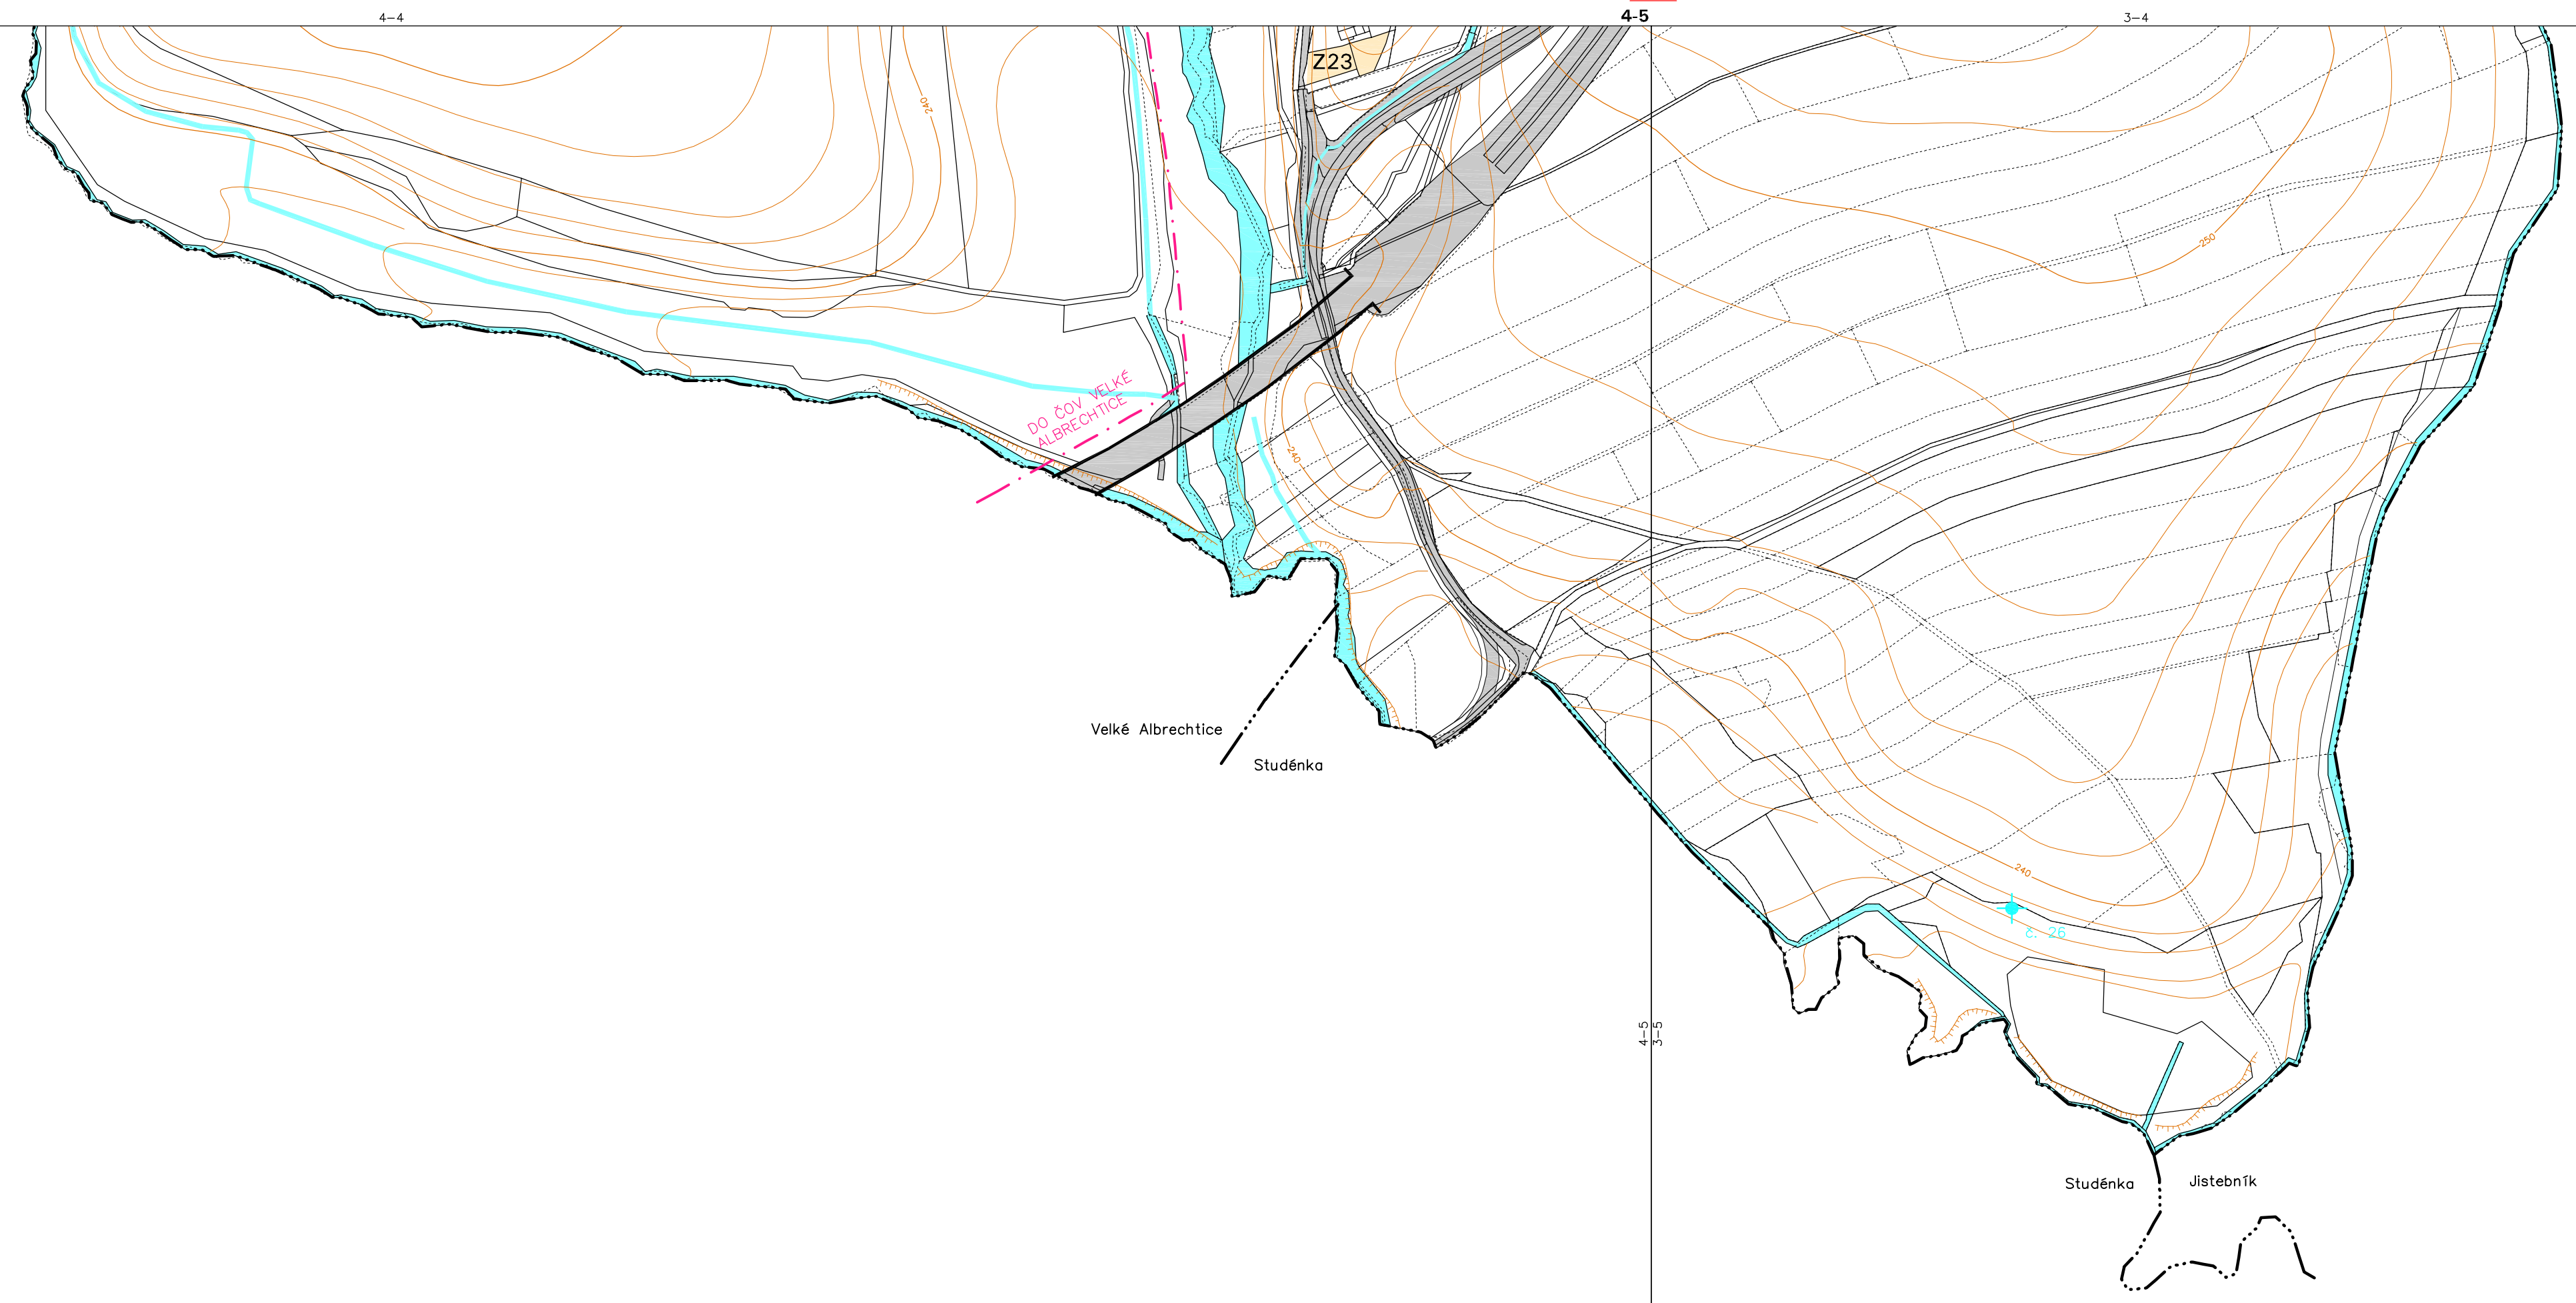 4-4
4-5
3-4
Z23
240
250
DO ČOV VELKÉ
ALBRECHTICE
240
Velké Albrechtice
Studénka
240
č. 26
4-5
3-5
Studénka
Jistebník